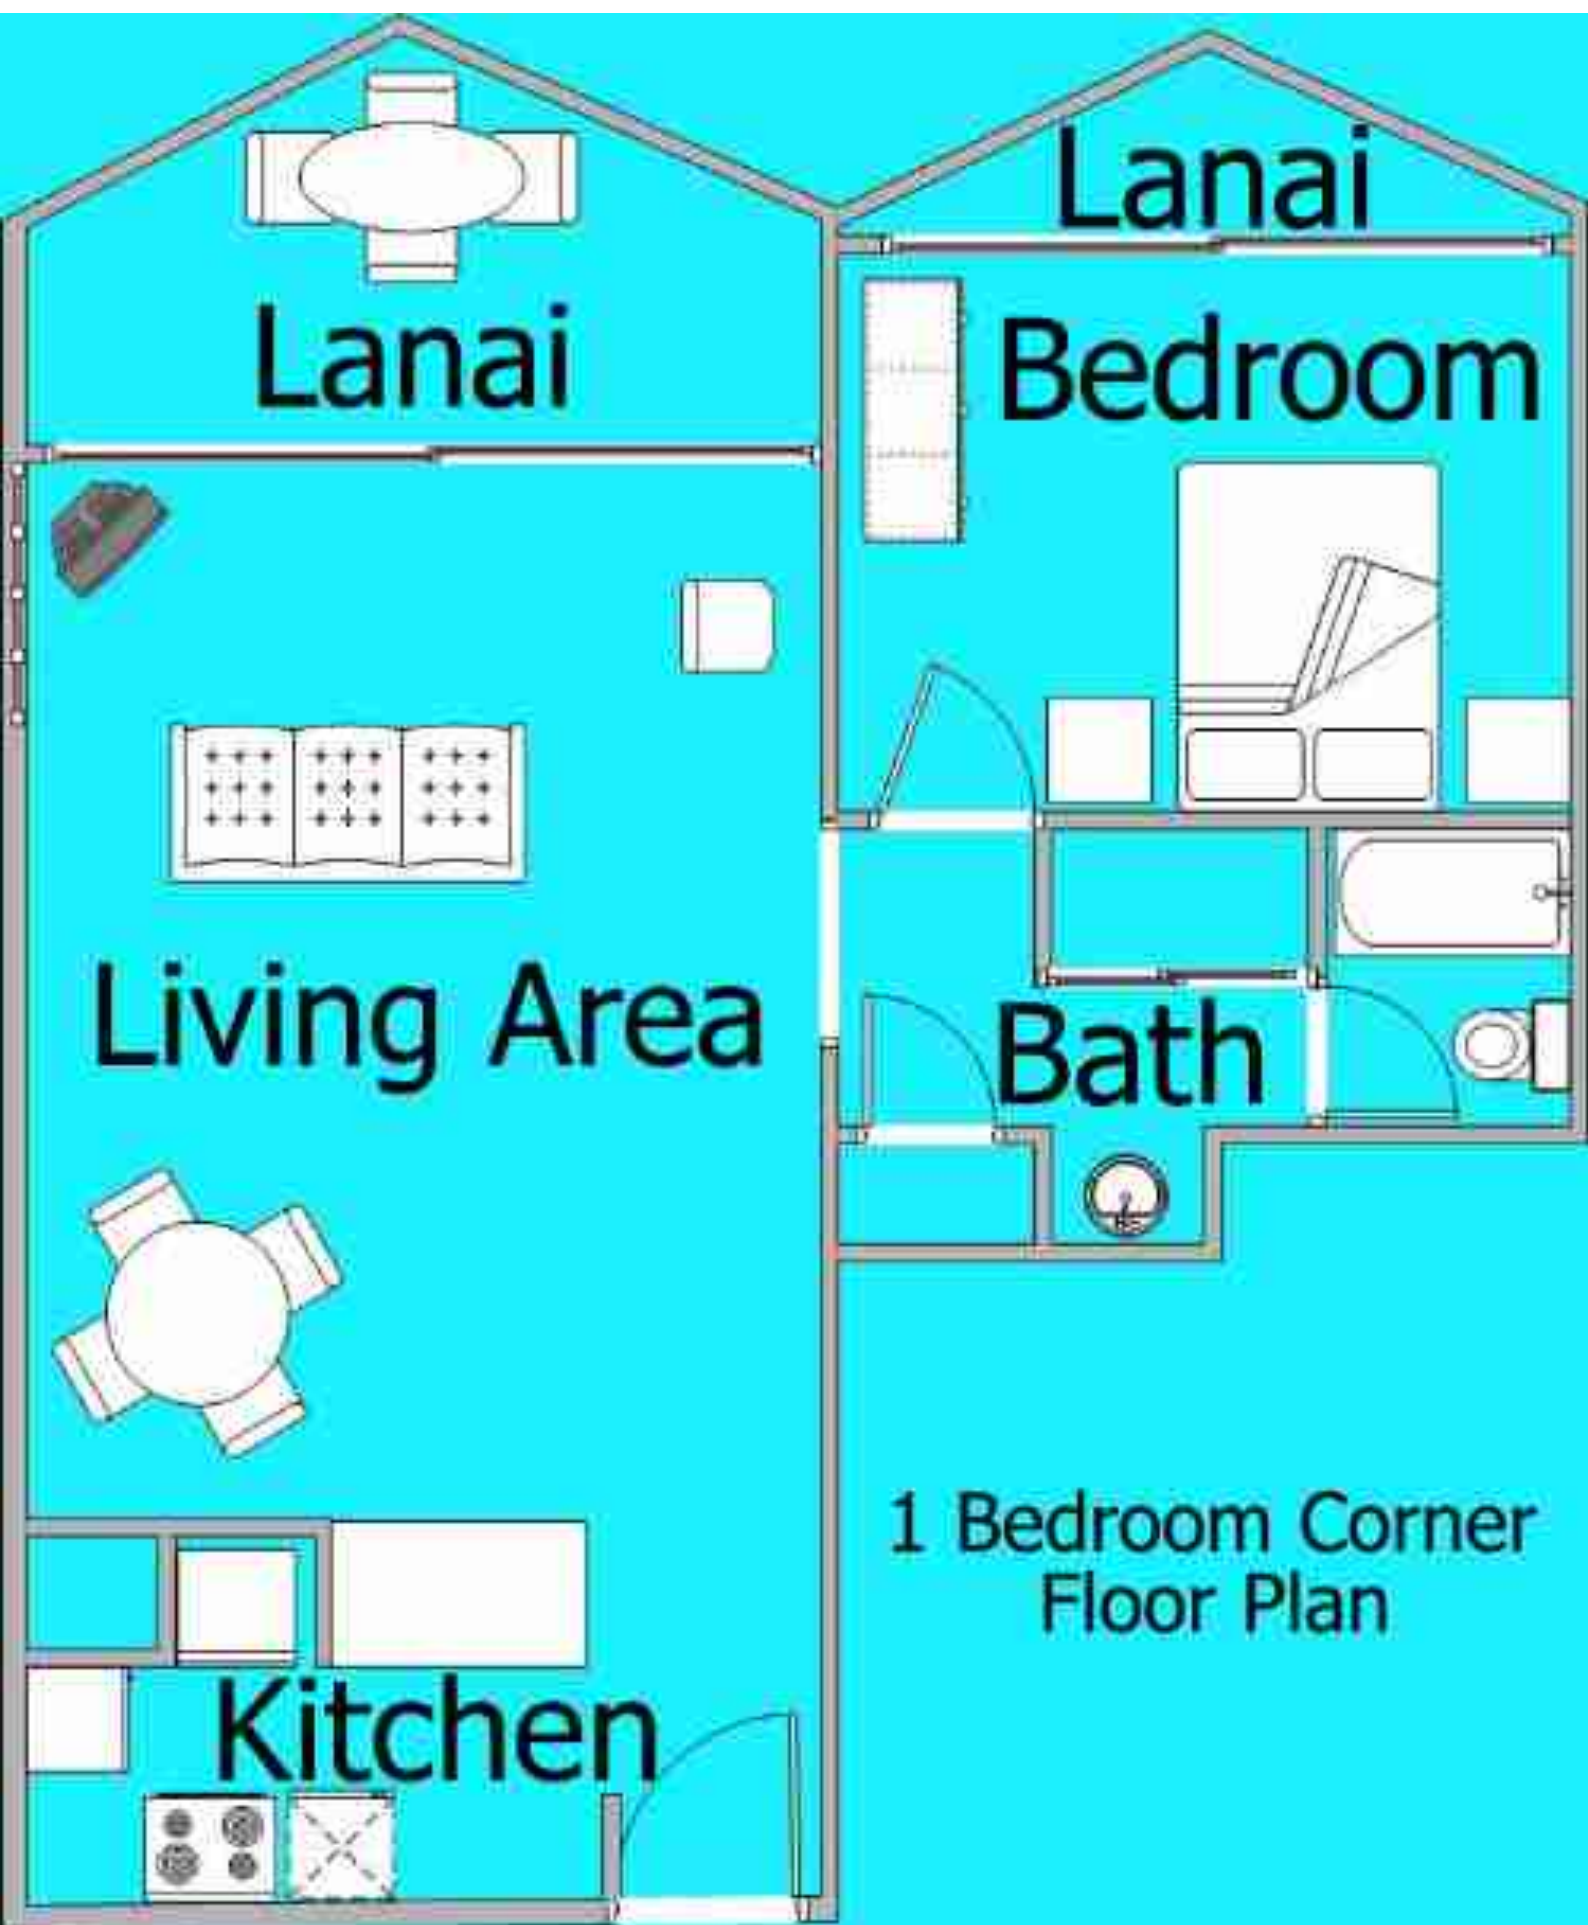 Lanai
Lanai
Bedroom
Living Area
Bath
1 Bedroom Corner
Floor Plan
Kitchen